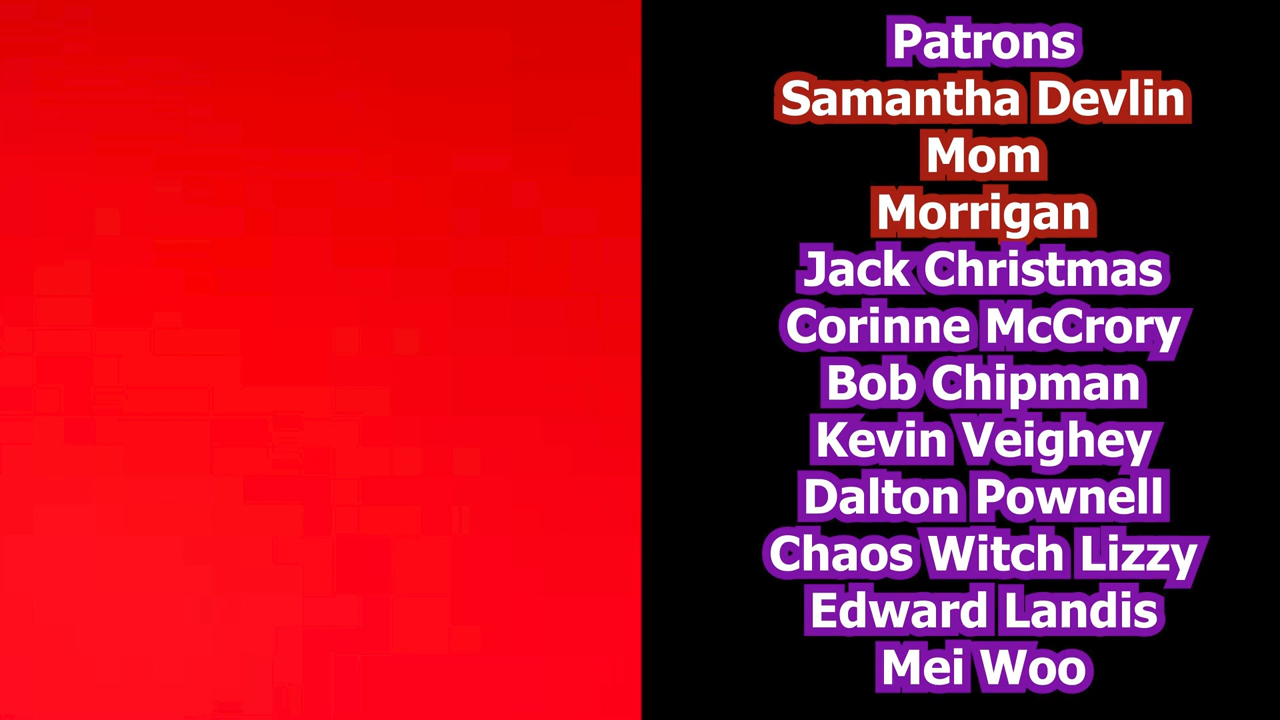 Patrons
Samantha Devlin
Mom
Morrigan
Jack Christmas
Corinne McCrory
Bob Chipman
Kevin Veighey
Dalton Pownell
Chaos Witch Lizzy
Edward Landis
Mei Woo